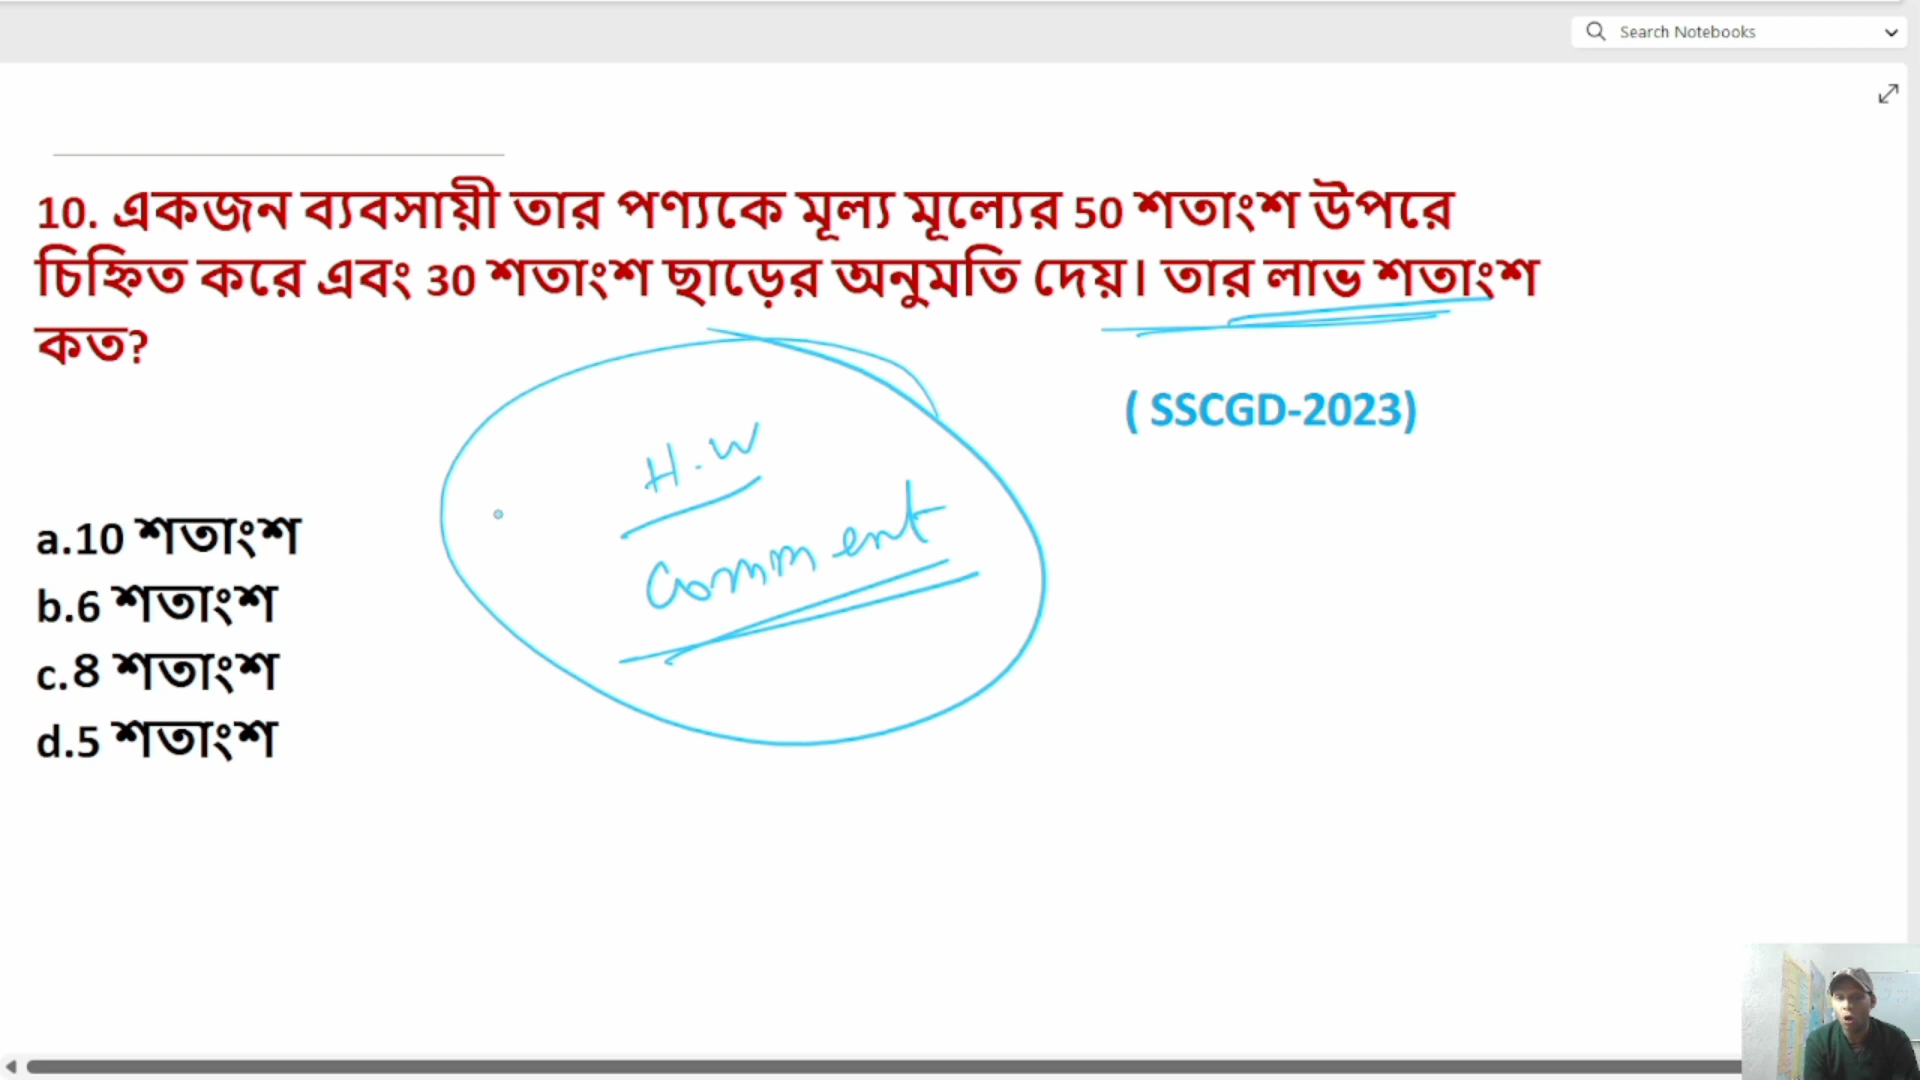 Search Notebooks
10. একজন ব্যবসায়ী তার পণ্যকে মূল্য মূল্যের 50 শতাংশ উপরে
চিহ্নিত করে এবং 30 শতাংশ ছাড়ের অনুমতি দেয়। তার লাভ শতাংশ
কত?
( SSCGD-2023)
H.W
Comment
a.10 শতাংশ
b.6 শতাংশ
c.8 শতাংশ
d.5 শতাংশ